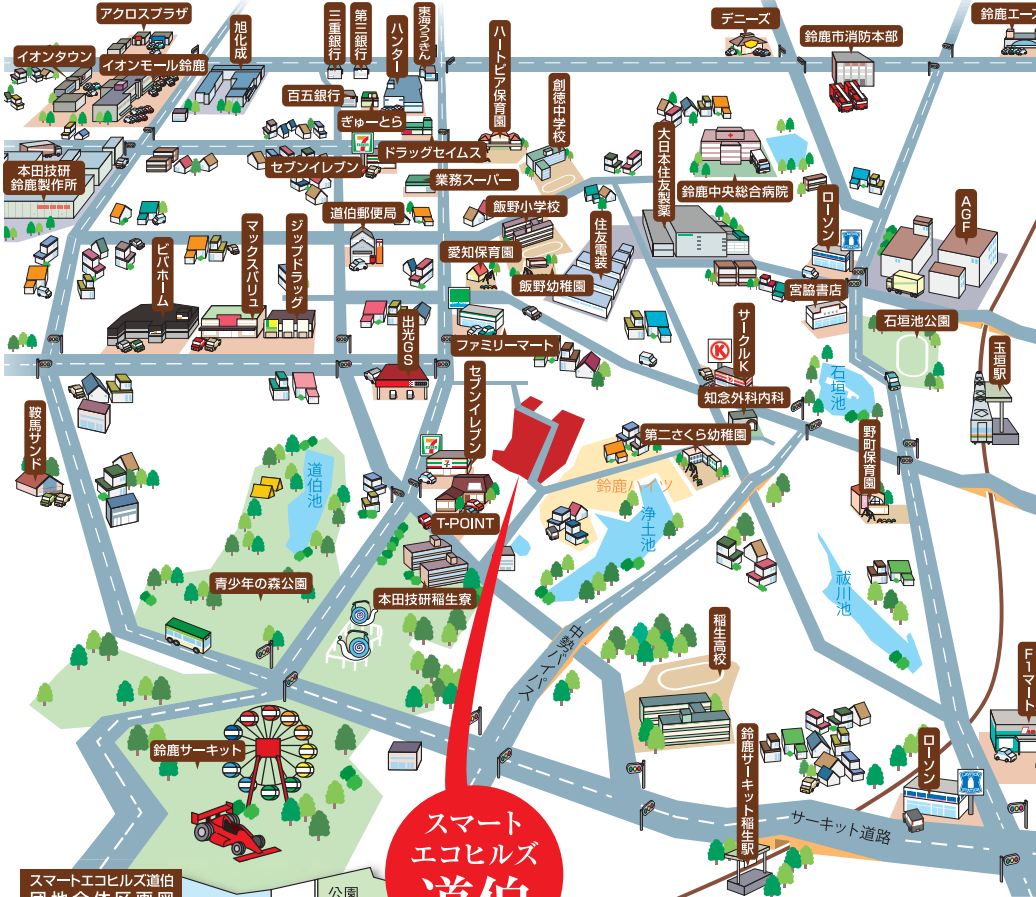 アクロスプラザ
イオンタウン
イオンモール鈴鹿
旭化成
三重銀行
第三銀行
ハンター
東海ろうきん
百五銀行
ぎゅーとら
ハートピア保育園
創徳中学校
デニーズ
鈴鹿市消防本部
鈴鹿エー
本田技研
鈴鹿製作所
セブンイレブン
ドラッグセイムス
業務スーパー
道伯郵便局
飯野小学校
愛知保育園
飯野幼稚園
住友電装
大日本住友製薬
鈴鹿中央総合病院
ローソン
AGF
宮脇書店
石垣池公園
石垣池
玉垣駅
ビバホーム
マックスバリュ
ジップドラッグ
出光GS
ファミリーマート
サークルK
K
知念外科内科
第二さくら幼稚園
野町保育園
鞍馬サンド
道伯池
セブンイレブン
T-POINT
鈴鹿ハイツ
浄土池
祓川池
青少年の森公園
本田技研稲生寮
中勢バイパス
稲生高校
F1マート
鈴鹿サーキット
鈴鹿サーキット稲生駅
ローソン
サーキット道路
スマート
エコヒルズ
道伯
スマートエコヒルズ道伯
団地全体区画図
公園